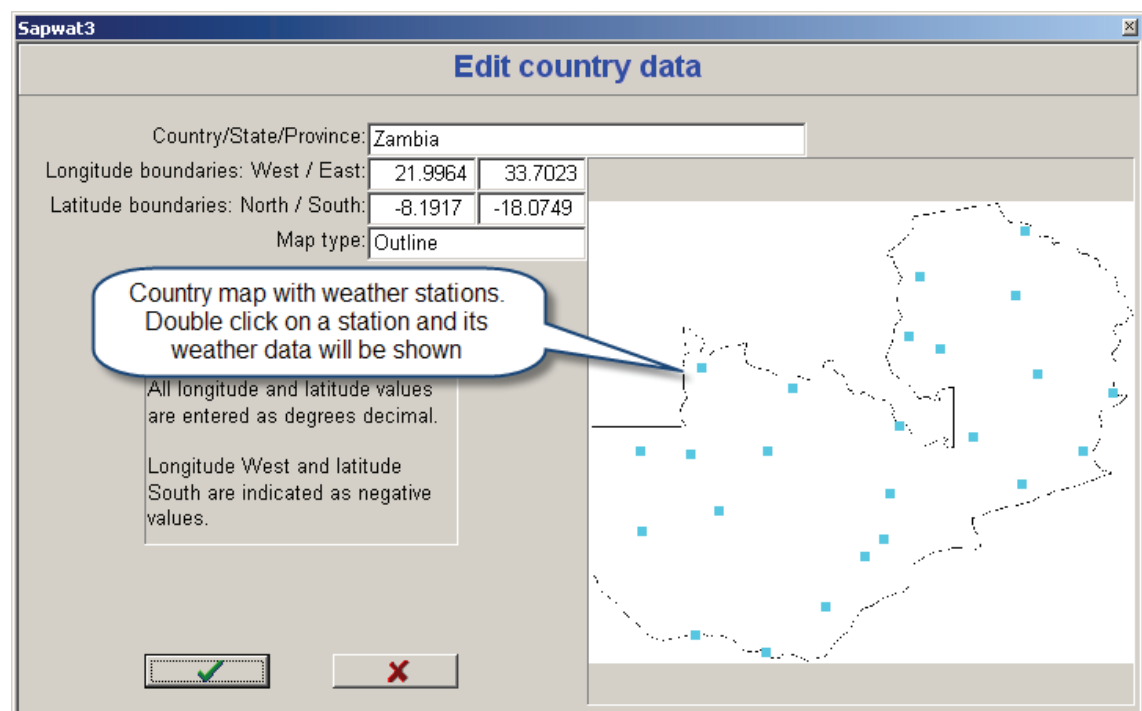 Sapwat3
Edit country data
Country/State/Province: Zambia
Longitude boundaries: West / East: 21.9964 33.7023
Latitude boundaries: North / South: -8.1917 -18.0749
Map type: Outline
Country map with weather stations.
Double click on a station and its
weather data will be shown
All longitude and latitude values
are entered as degrees decimal.
Longitude West and latitude
South are indicated as negative
values.